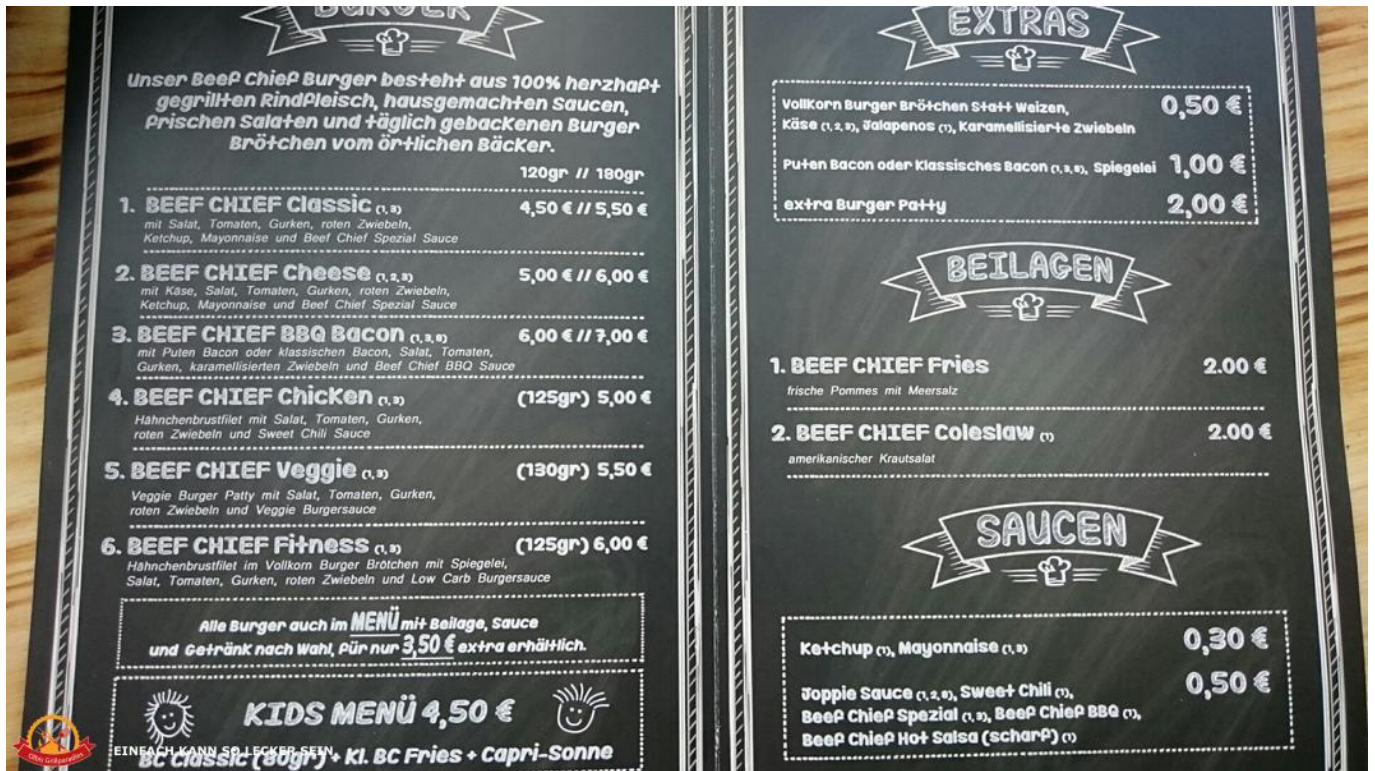 BURGER
Unser Beef Chief Burger besteht aus 100% herzhaft
gegrillten Rindfleisch, hausgemachten Saucen,
frischen Salaten und täglich gebackenen Burger
Brötchen vom örtlichen Bäcker.
120gr // 180gr
1. BEEF CHIEF Classic (1, 3) 4,50 € // 5,50 €
mit Salat, Tomaten, Gurken, roten Zwiebeln,
Ketchup, Mayonnaise und Beef Chief Spezial Sauce
2. BEEF CHIEF Cheese (1, 2, 3) 5,00 € // 6,00 €
mit Käse, Salat, Tomaten, Gurken, roten Zwiebeln,
Ketchup, Mayonnaise und Beef Chief Spezial Sauce
3. BEEF CHIEF BBQ Bacon (1, 3, 8) 6,00 € // 7,00 €
mit Puten Bacon oder klassischen Bacon, Salat, Tomaten,
Gurken, karamellisierten Zwiebeln und Beef Chief BBQ Sauce
4. BEEF CHIEF Chicken (1, 3) (125gr) 5,00 €
Hähnchenbrustfilet mit Salat, Tomaten, Gurken,
roten Zwiebeln und Sweet Chili Sauce
5. BEEF CHIEF Veggie (1, 3) (130gr) 5,50 €
Veggie Burger Patty mit Salat, Tomaten, Gurken,
roten Zwiebeln und Veggie Burgersauce
6. BEEF CHIEF Fitness (1, 3) (125gr) 6,00 €
Hähnchenbrustfilet im Vollkorn Burger Brötchen mit Spiegelei,
Salat, Tomaten, Gurken, roten Zwiebeln und Low Carb Burgersauce
Alle Burger auch im MENÜ mit Beilage, Sauce
und Getränk nach Wahl, für nur 3,50 € extra erhältlich.
KIDS MENÜ 4,50 €
BC Classic (80gr) + Kl. BC Fries + Capri-Sonne
EINFACH KANN SO LECKER SEIN.
EXTRAS
Vollkorn Burger Brötchen Statt Weizen, 0,50 €
Käse (1, 2, 3), Jalapenos (1), Karamellisierte Zwiebeln
Puten Bacon oder Klassisches Bacon (1, 3, 8), Spiegelei 1,00 €
extra Burger Patty 2,00 €
BEILAGEN
1. BEEF CHIEF Fries 2.00 €
frische Pommes mit Meersalz
2. BEEF CHIEF Coleslaw (1) 2.00 €
amerikanischer Krautsalat
SAUCEN
Ketchup (1), Mayonnaise (1, 3) 0,30 €
Joppie Sauce (1, 2, 8), Sweet Chili (1), 0,50 €
Beef Chief Spezial (1, 3), Beef Chief BBQ (1),
Beef Chief Hot Salsa (scharf) (1)